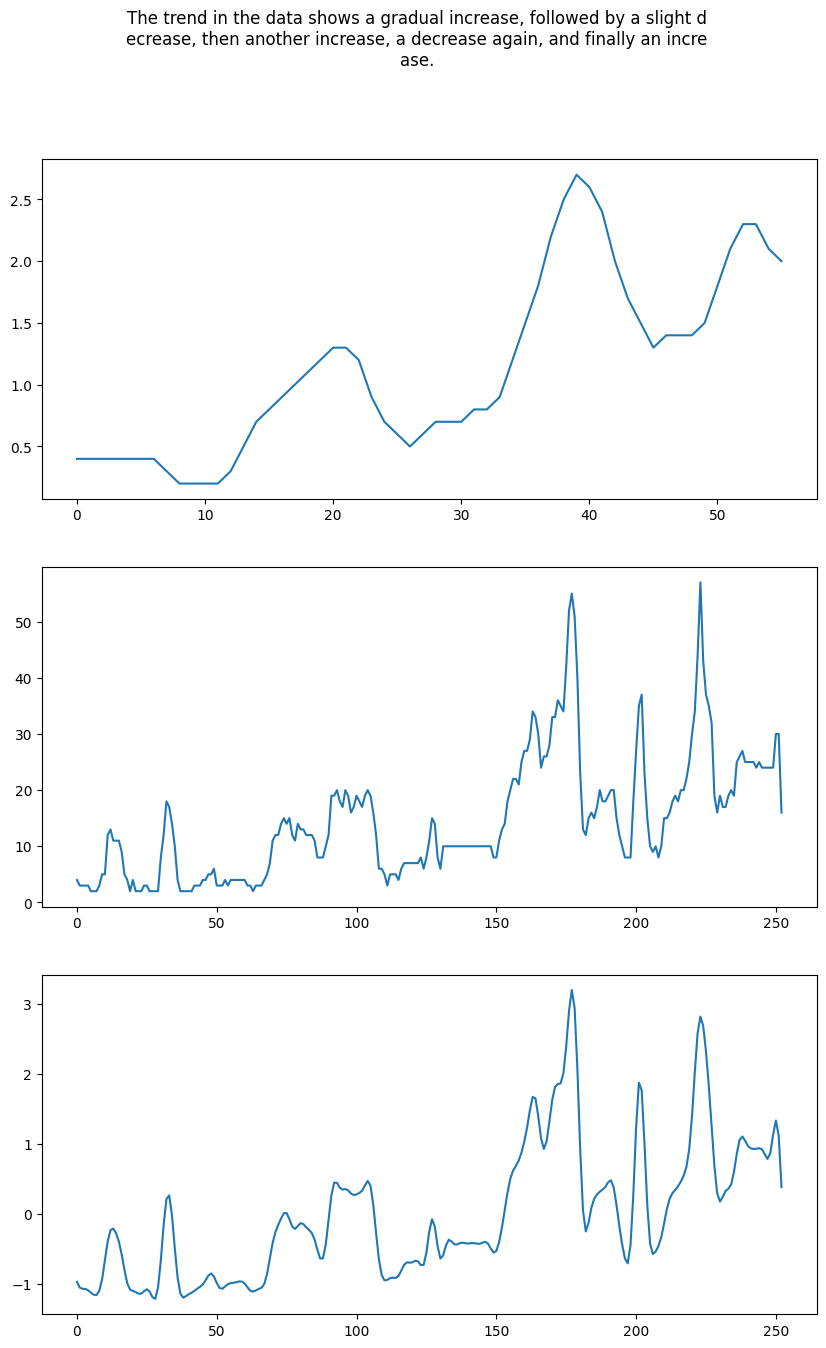 The trend in the data shows a gradual increase, followed by a slight d
ecrease, then another increase, a decrease again, and finally an incre
ase.
2.5
2.0
1.5
1.0
0.5
0 10 20 30 40 50
50
40
30
20
10
0
0 50 100 150 200 250
3
2
1
0
−1
0 50 100 150 200 250